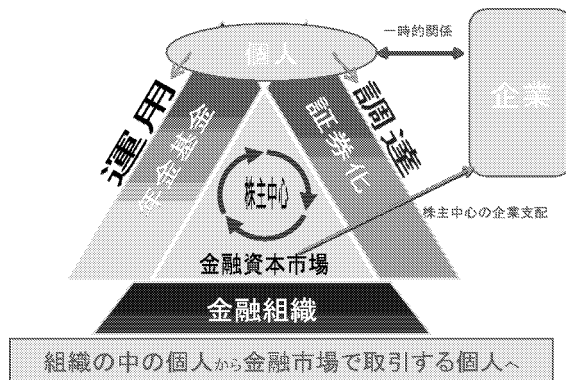 個人
一時的関係
企業
運用
年金基金
証券化
調達
株主中心
株主中心の企業支配
金融資本市場
金融組織
組織の中の個人から金融市場で取引する個人へ